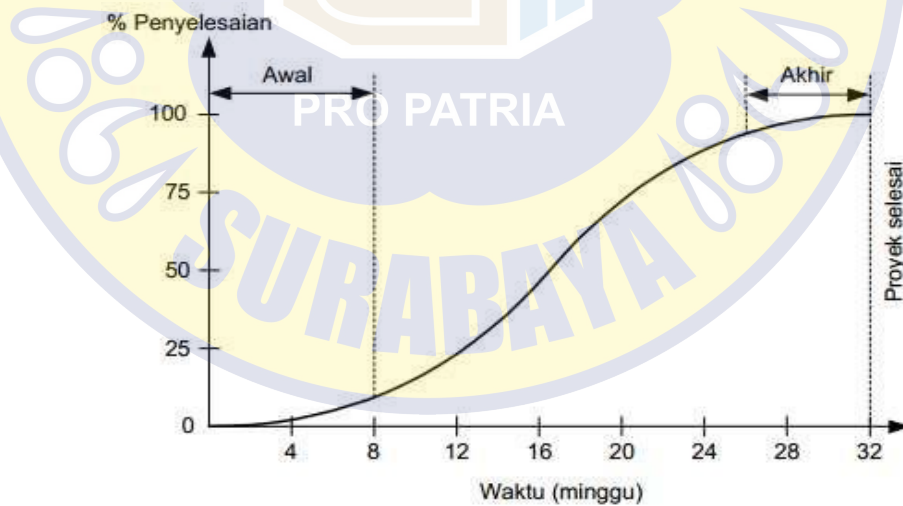 % Penyelesaian
Awal
Akhir
PRO PATRIA
100
75
50
25
0
SURABAYA
Proyek selesai
4 8 12 16 20 24 28 32
Waktu (minggu)